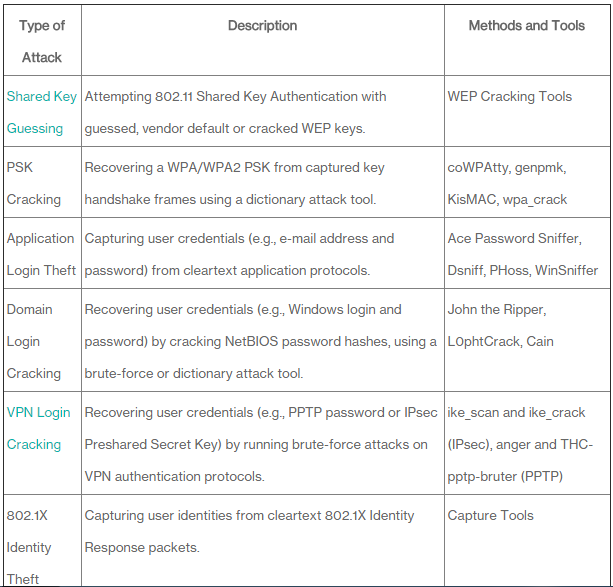 Type of Description Methods and Tools
Attack
Shared Key Attempting 802.11 Shared Key Authentication with WEP Cracking Tools
Guessing guessed, vendor default or cracked WEP keys.
PSK Recovering a WPA/WPA2 PSK from captured key coWPAtty, genpmk,
Cracking handshake frames using a dictionary attack tool. KisMAC, wpa_crack
Application Capturing user credentials (e.g., e-mail address and Ace Password Sniffer,
Login Theft password) from cleartext application protocols. Dsniff, PHoss, WinSniffer
Domain Recovering user credentials (e.g., Windows login and John the Ripper,
Login password) by cracking NetBIOS password hashes, using a L0phtCrack, Cain
Cracking brute-force or dictionary attack tool.
VPN Login Recovering user credentials (e.g., PPTP password or IPsec ike_scan and ike_crack
Cracking Preshared Secret Key) by running brute-force attacks on (IPsec), anger and THC-
VPN authentication protocols. pptp-bruter (PPTP)
802.1X Capturing user identities from cleartext 802.1X Identity Capture Tools
Identity Response packets.
Theft